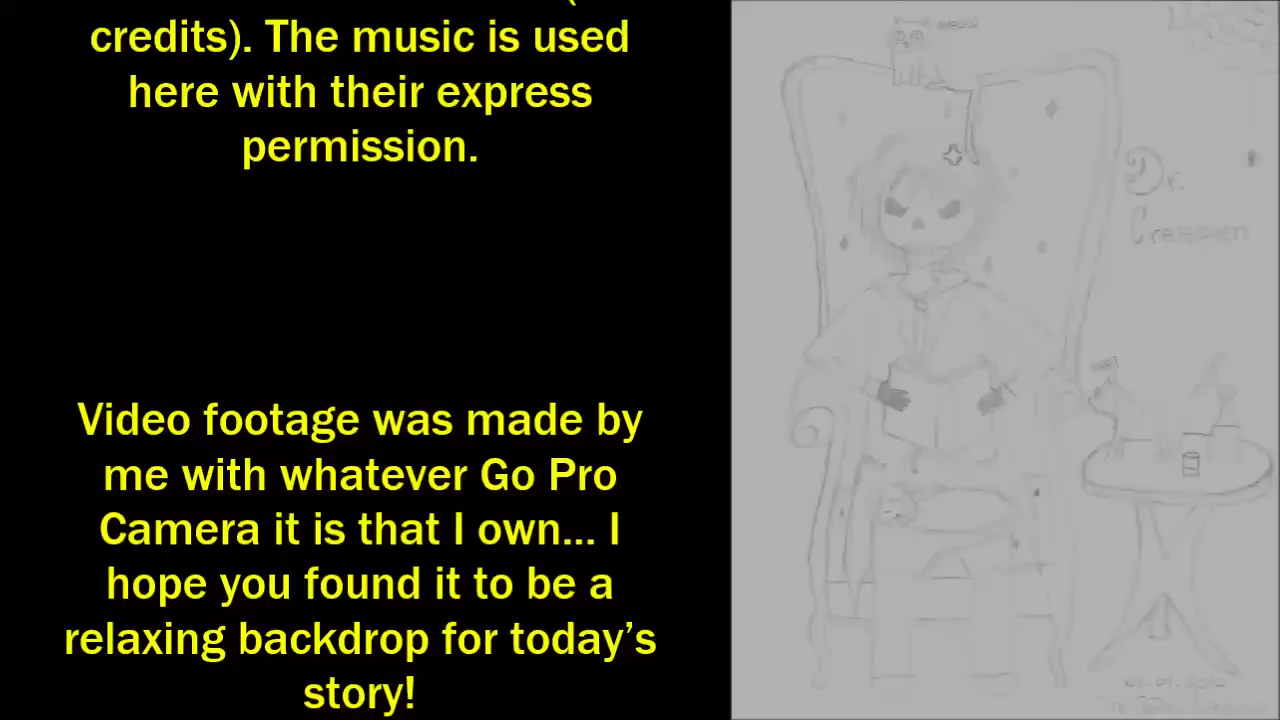 credits). The music is used
here with their express
permission.
Video footage was made by
me with whatever Go Pro
Camera it is that I own... I
hope you found it to be a
relaxing backdrop for today’s
story!
Dr.
Creepen